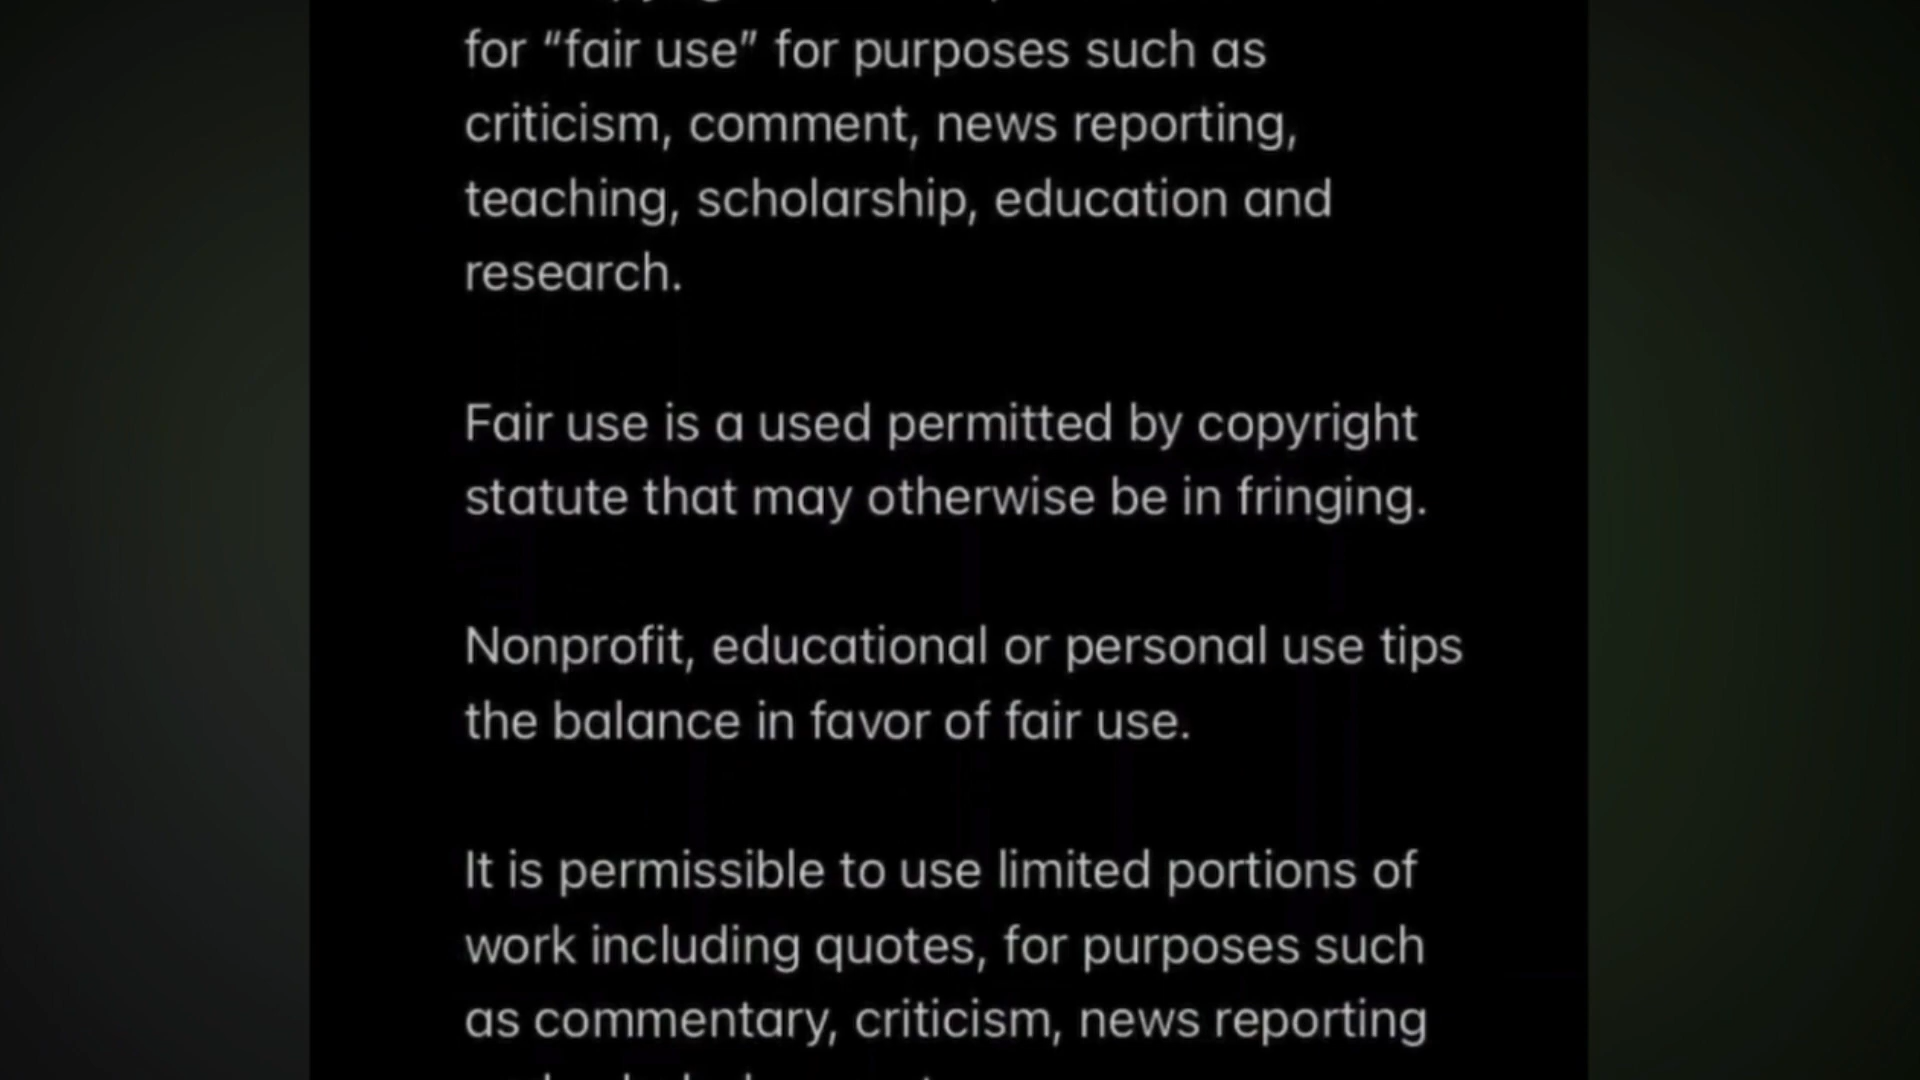 for “fair use” for purposes such as
criticism, comment, news reporting,
teaching, scholarship, education and
research.
Fair use is a used permitted by copyright
statute that may otherwise be in fringing.
Nonprofit, educational or personal use tips
the balance in favor of fair use.
It is permissible to use limited portions of
work including quotes, for purposes such
as commentary, criticism, news reporting